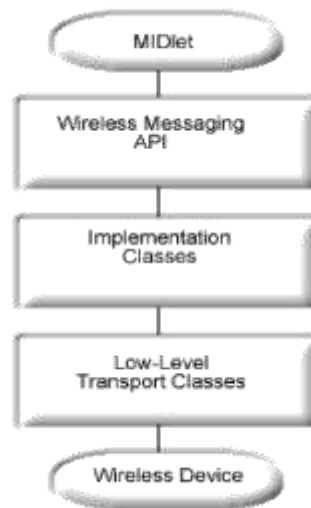 MIDlet
Wireless Messaging
API
Implementation
Classes
Low-Level
Transport Classes
Wireless Device